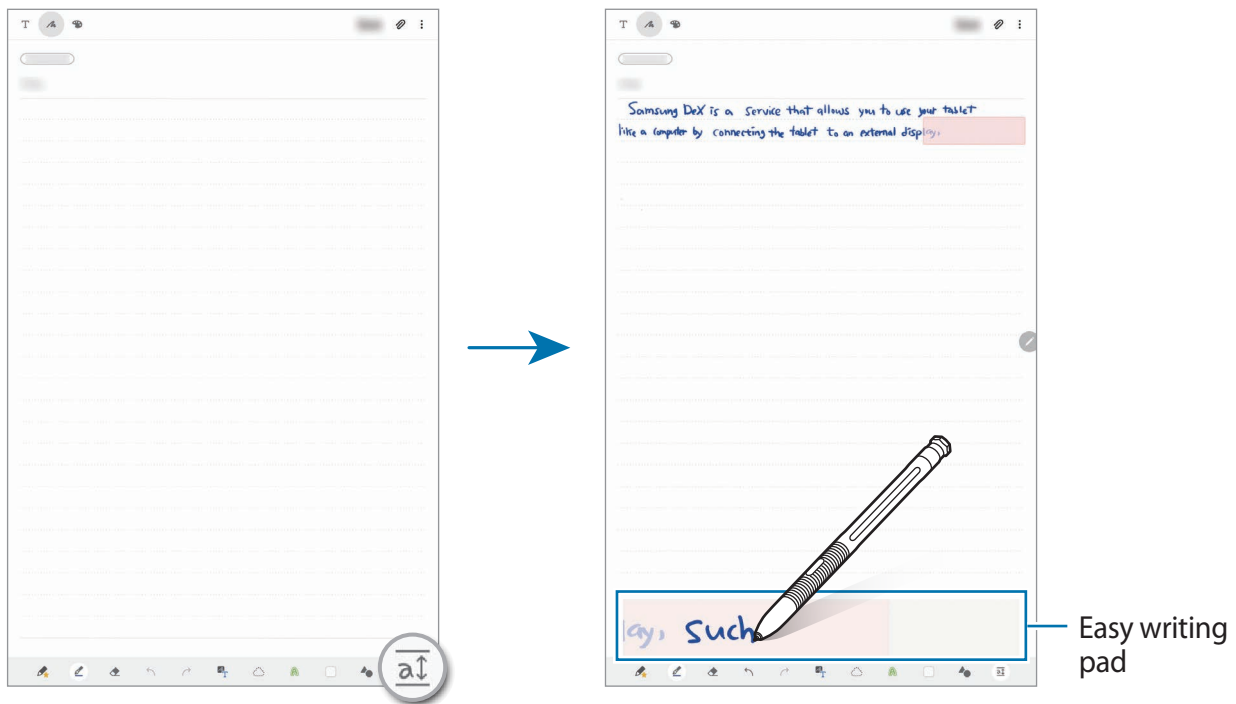 T
T
Samsung DeX is a service that allows you to use your tablet
like a computer by connecting the tablet to an external display,
lay, such
Easy writing
pad
a